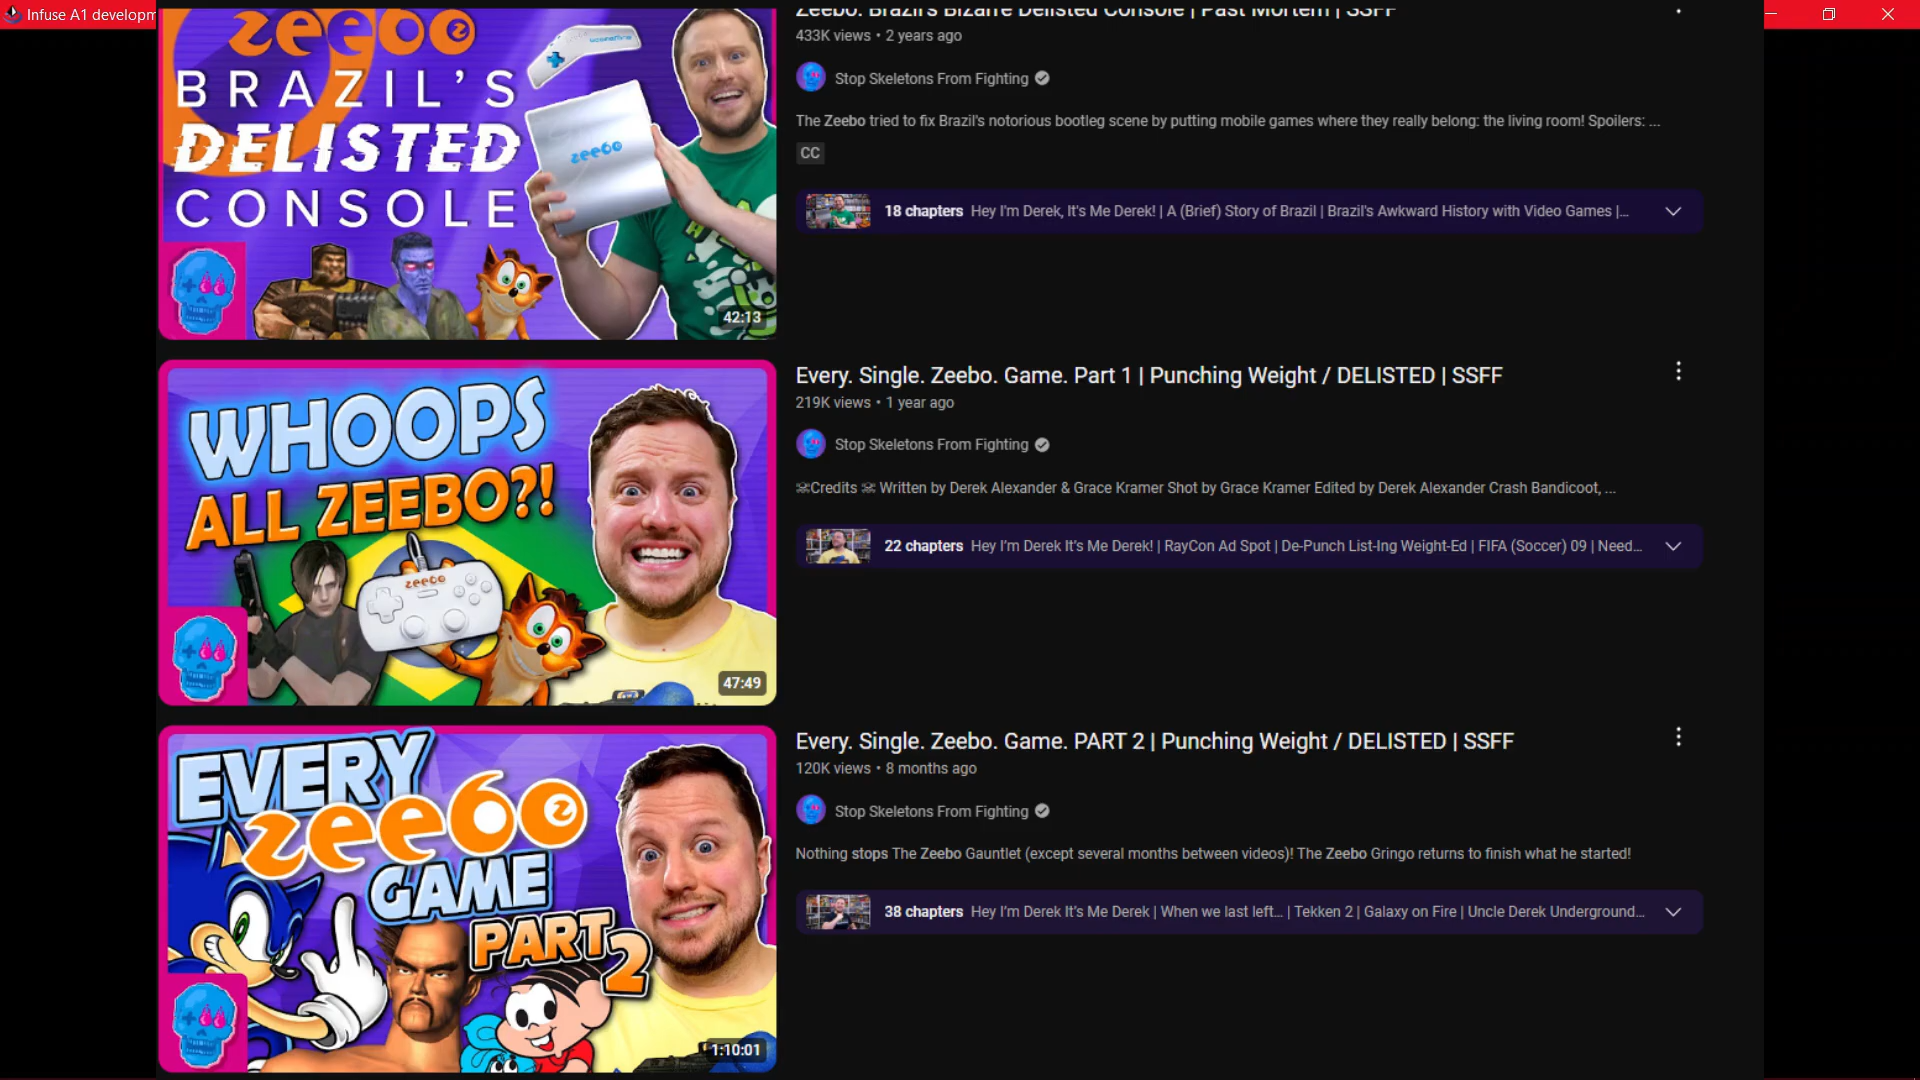 Infuse A1 developm
Zeebo: Brazil's Bizarre Delisted Console | Past Mortem | SSFF
433K views • 2 years ago
Stop Skeletons From Fighting
The Zeebo tried to fix Brazil's notorious bootleg scene by putting mobile games where they really belong: the living room! Spoilers: ...
CC
18 chapters Hey I'm Derek, It's Me Derek! | A (Brief) Story of Brazil | Brazil's Awkward History with Video Games |...
zeebo
BRAZIL'S
DELISTED
CONSOLE
zeebo
42:13
Every. Single. Zeebo. Game. Part 1 | Punching Weight / DELISTED | SSFF
219K views • 1 year ago
Stop Skeletons From Fighting
☠Credits ☠ Written by Derek Alexander & Grace Kramer Shot by Grace Kramer Edited by Derek Alexander Crash Bandicoot, ...
22 chapters Hey I'm Derek It's Me Derek! | RayCon Ad Spot | De-Punch List-Ing Weight-Ed | FIFA (Soccer) 09 | Need...
WHOOPS
ALL ZEEBO?!
zeebo
47:49
Every. Single. Zeebo. Game. PART 2 | Punching Weight / DELISTED | SSFF
120K views • 8 months ago
Stop Skeletons From Fighting
Nothing stops The Zeebo Gauntlet (except several months between videos)! The Zeebo Gringo returns to finish what he started!
38 chapters Hey I'm Derek It's Me Derek | When we last left... | Tekken 2 | Galaxy on Fire | Uncle Derek Underground...
EVERY
zeebo
GAME
PART 2
1:10:01